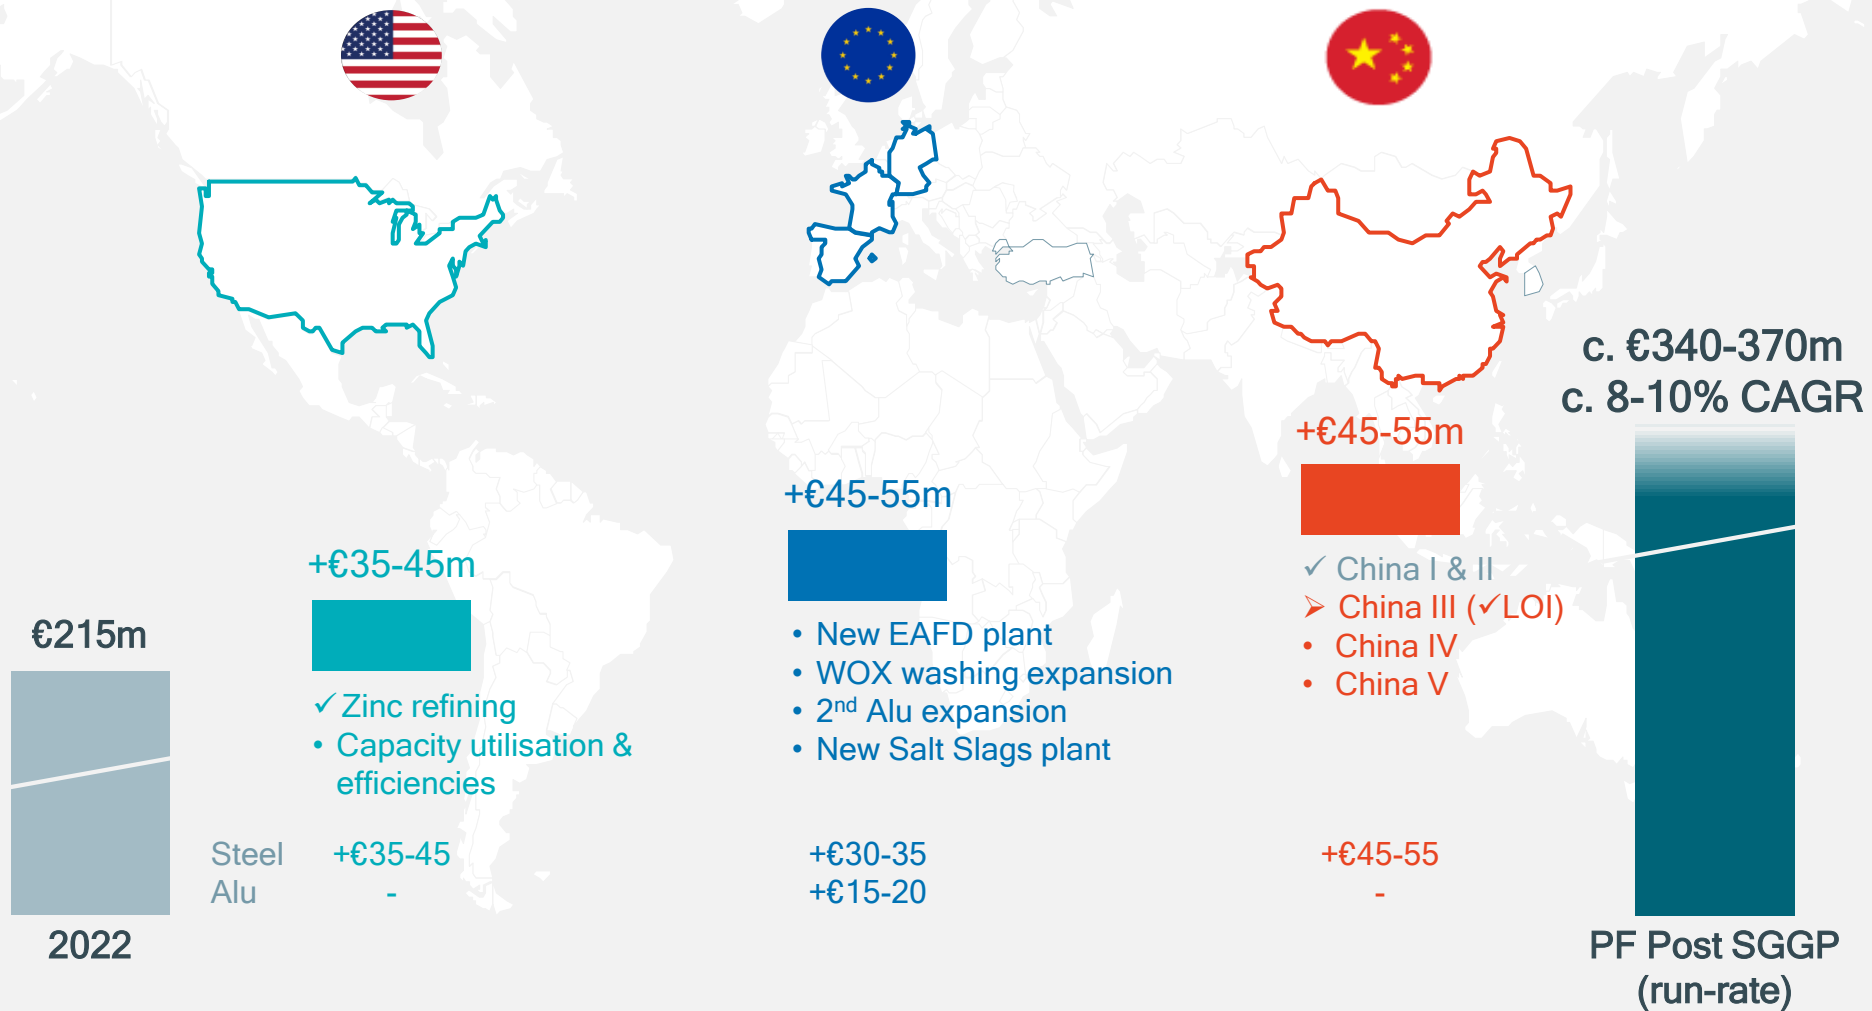 €215m
2022
+€35-45m
✓ Zinc refining
• Capacity utilisation &
efficiencies
+€45-55m
• New EAFD plant
• WOX washing expansion
• 2nd Alu expansion
• New Salt Slags plant
+€45-55m
✓ China I & II
➢ China III (✓LOI)
• China IV
• China V
c. €340-370m
c. 8-10% CAGR
PF Post SGGP
(run-rate)
Steel +€35-45 +€30-35 +€45-55
Alu - +€15-20 -